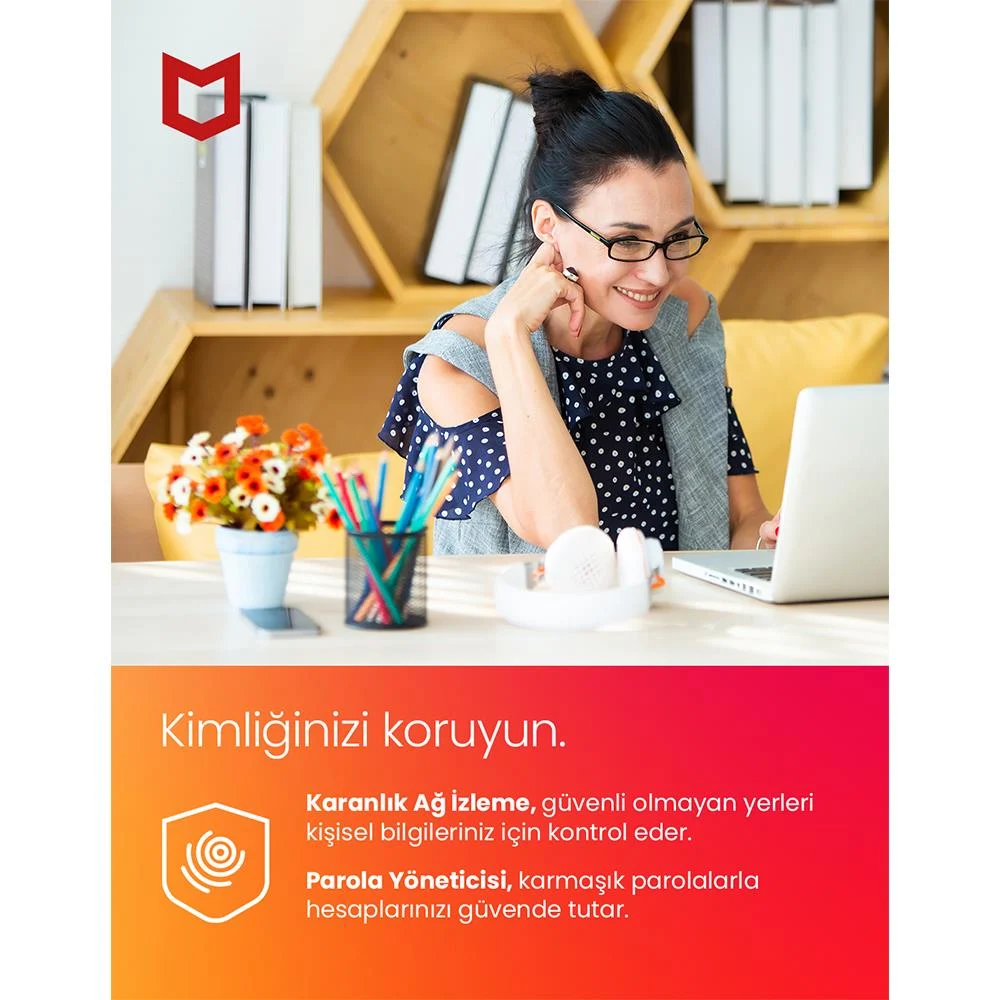 Kimliğinizi koruyun.
Karanlık Ağ İzleme, güvenli olmayan yerleri
kişisel bilgileriniz için kontrol eder.
Parola Yöneticisi, karmaşık parolalarla
hesaplarınızı güvende tutar.